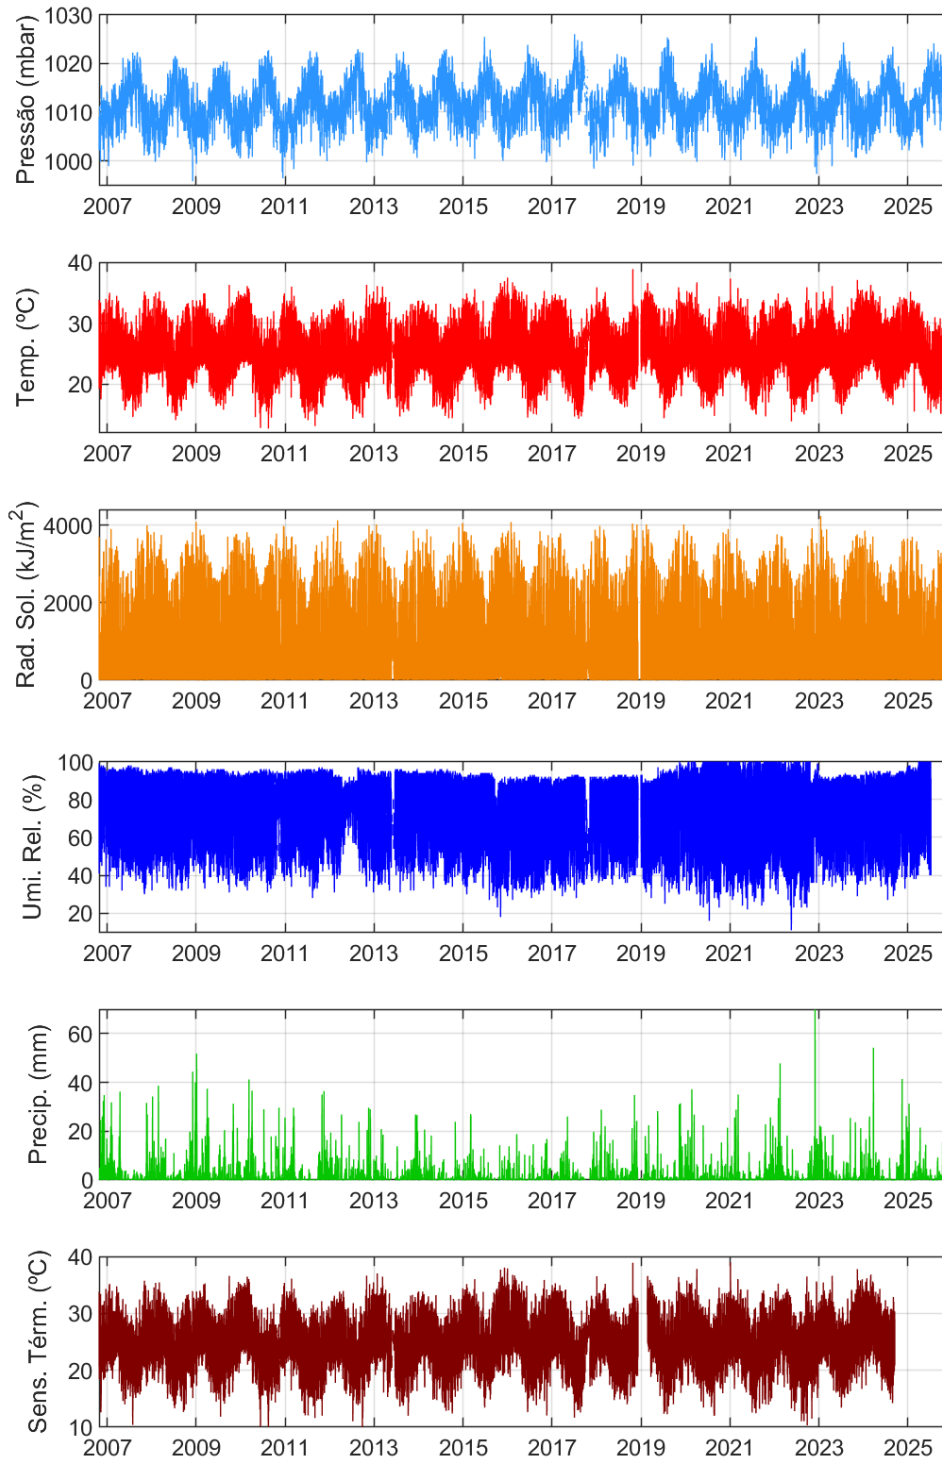 Pressão (mbar)
1030
1020
1010
1000
2007 2009 2011 2013 2015 2017 2019 2021 2023 2025
Temp. (ºC)
40
30
20
2007 2009 2011 2013 2015 2017 2019 2021 2023 2025
Rad. Sol. (kJ/m²)
4000
2000
0
2007 2009 2011 2013 2015 2017 2019 2021 2023 2025
Umi. Rel. (%)
100
80
60
40
20
2007 2009 2011 2013 2015 2017 2019 2021 2023 2025
Precip. (mm)
60
40
20
0
2007 2009 2011 2013 2015 2017 2019 2021 2023 2025
Sens. Térm. (ºC)
40
30
20
10
2007 2009 2011 2013 2015 2017 2019 2021 2023 2025